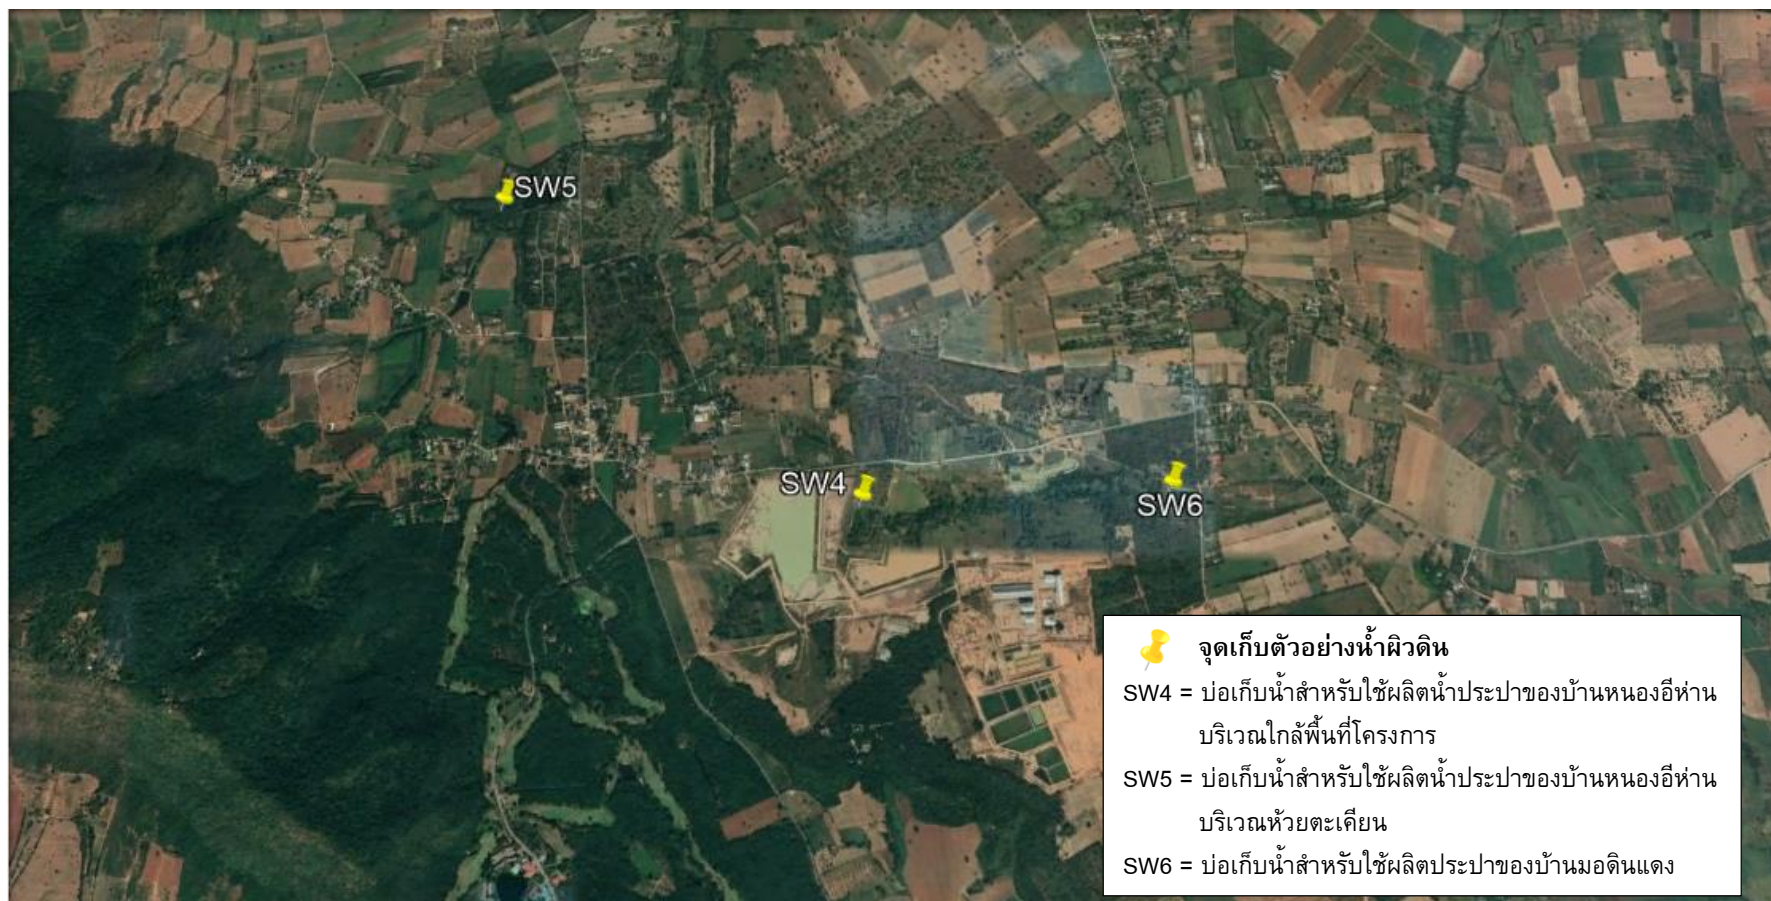 SW5
SW4
SW6
จุดเก็บตัวอย่างน้ำผิวดิน
SW4 = บ่อเก็บน้ำสำหรับใช้ผลิตน้ำประปาของบ้านหนองอีห่าน
บริเวณใกล้พื้นที่โครงการ
SW5 = บ่อเก็บน้ำสำหรับใช้ผลิตน้ำประปาของบ้านหนองอีห่าน
บริเวณห้วยตะเคียน
SW6 = บ่อเก็บน้ำสำหรับใช้ผลิตประปาของบ้านมอดินแดง